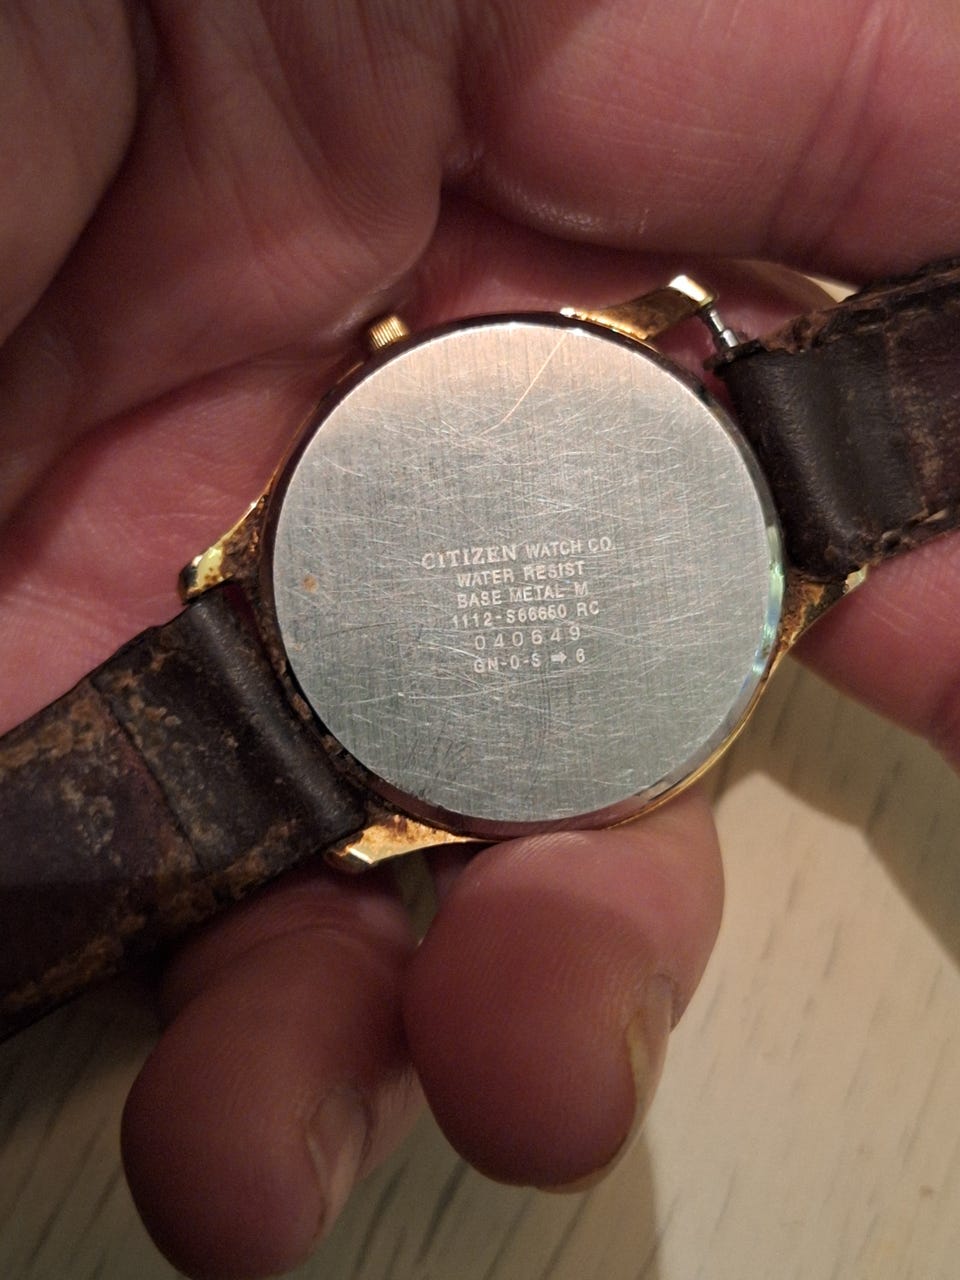 CITIZEN WATCH CO.
WATER RESIST
BASE METAL M
1112-S66660 RC
040649
GN-0-S ➡ 6